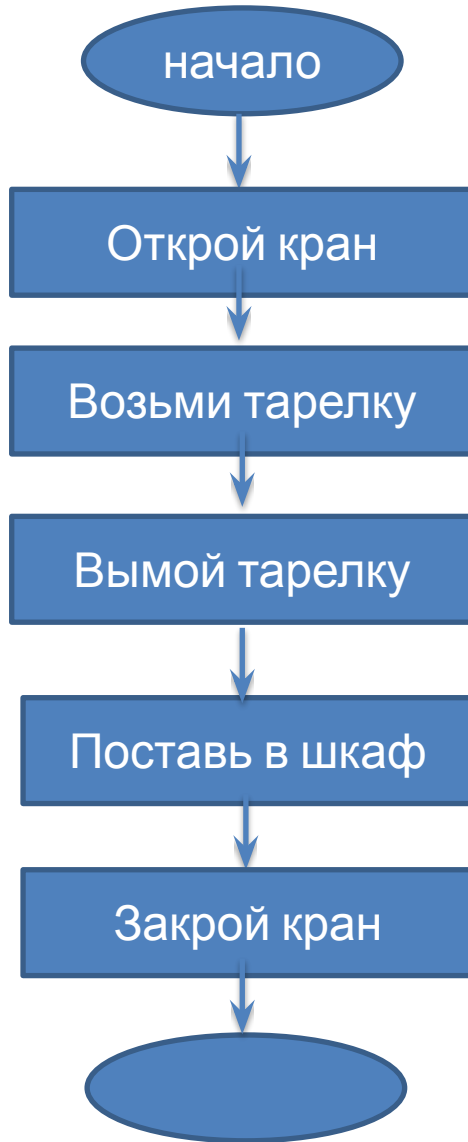 начало
Открой кран
Возьми тарелку
Вымой тарелку
Поставь в шкаф
Закрой кран